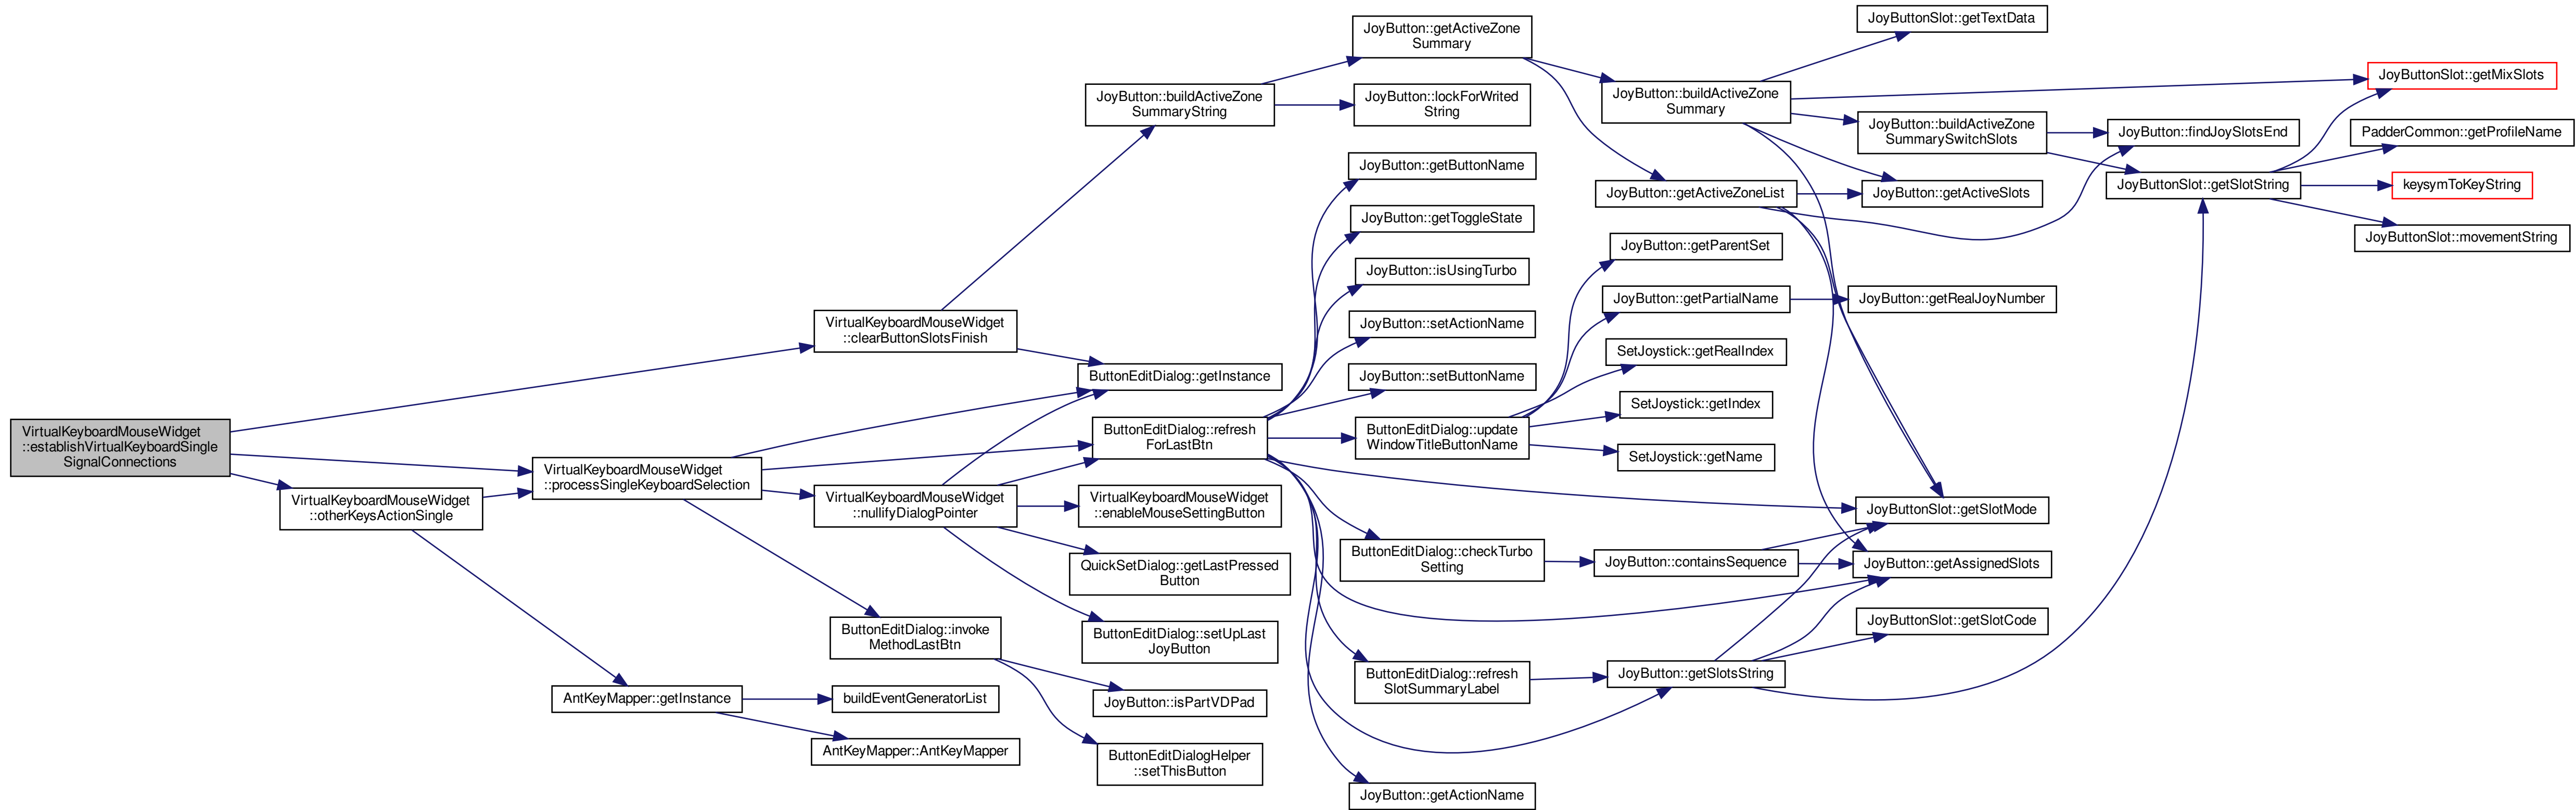 VirtualKeyboardMouseWidget
::establishVirtualKeyboardSingle
SignalConnections
VirtualKeyboardMouseWidget
::clearButtonSlotsFinish
VirtualKeyboardMouseWidget
::otherKeysActionSingle
VirtualKeyboardMouseWidget
::processSingleKeyboardSelection
AntKeyMapper::getInstance
VirtualKeyboardMouseWidget
::nullifyDialogPointer
ButtonEditDialog::invoke
MethodLastBtn
buildEventGeneratorList
AntKeyMapper::AntKeyMapper
JoyButton::buildActiveZone
SummaryString
ButtonEditDialog::getInstance
ButtonEditDialog::refresh
ForLastBtn
VirtualKeyboardMouseWidget
::enableMouseSettingButton
QuickSetDialog::getLastPressed
Button
ButtonEditDialog::setUpLast
JoyButton
JoyButton::isPartVDPad
ButtonEditDialogHelper
::setThisButton
JoyButton::getActiveZone
Summary
JoyButton::lockForWrited
String
JoyButton::getButtonName
JoyButton::getToggleState
JoyButton::isUsingTurbo
JoyButton::setActionName
JoyButton::setButtonName
ButtonEditDialog::update
WindowTitleButtonName
ButtonEditDialog::checkTurbo
Setting
ButtonEditDialog::refresh
SlotSummaryLabel
JoyButton::getActionName
JoyButton::buildActiveZone
Summary
JoyButton::getActiveZoneList
JoyButton::getParentSet
JoyButton::getPartialName
SetJoystick::getRealIndex
SetJoystick::getIndex
SetJoystick::getName
JoyButton::containsSequence
JoyButton::getSlotsString
JoyButtonSlot::getTextData
JoyButton::buildActiveZone
SummarySwitchSlots
JoyButton::getActiveSlots
JoyButton::getRealJoyNumber
JoyButtonSlot::getSlotMode
JoyButton::getAssignedSlots
JoyButtonSlot::getSlotCode
JoyButton::findJoySlotsEnd
JoyButtonSlot::getSlotString
JoyButtonSlot::getMixSlots
PadderCommon::getProfileName
keysymToKeyString
JoyButtonSlot::movementString